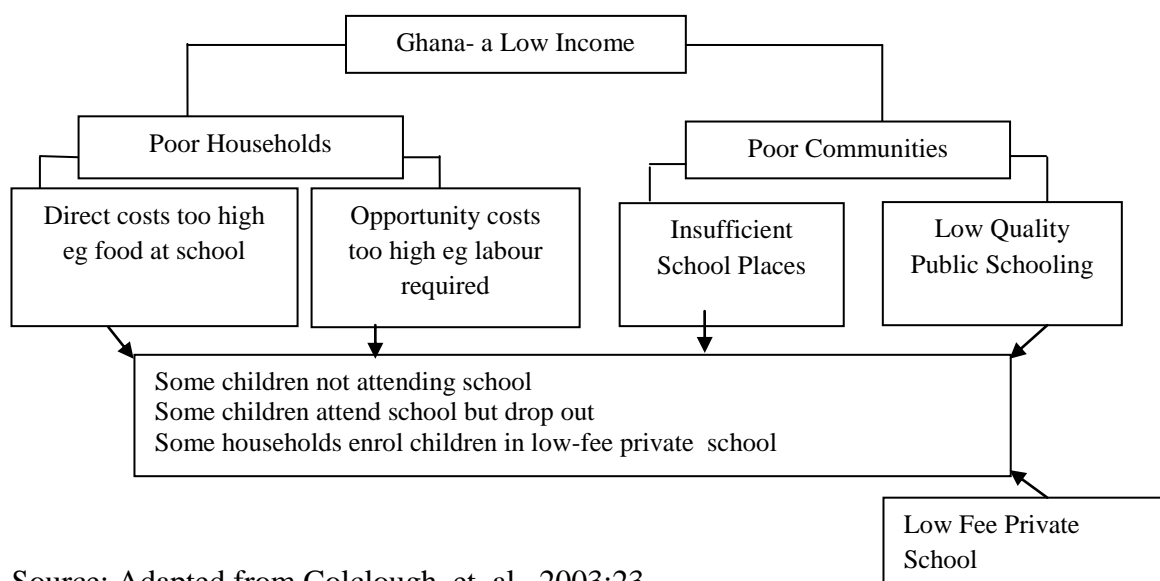 Ghana- a Low Income
Poor Households
Poor Communities
Direct costs too high
eg food at school
Opportunity costs
too high eg labour
required
Insufficient
School Places
Low Quality
Public Schooling
Some children not attending school
Some children attend school but drop out
Some households enrol children in low-fee private school
Low Fee Private
School
Source: Adapted from Colclough, et. al., 2003:23